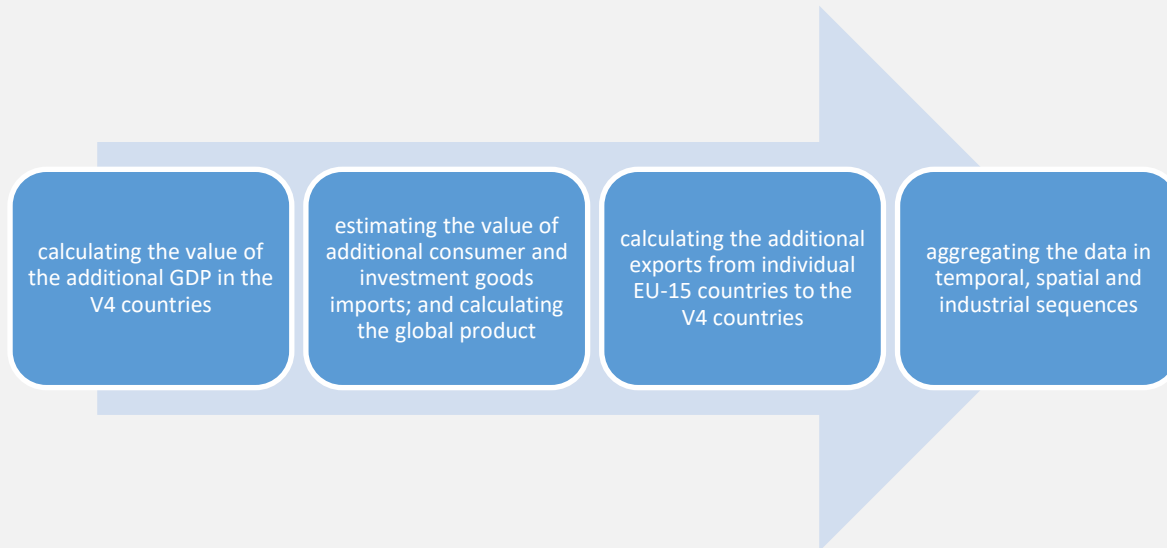 calculating the value of
the additional GDP in the
V4 countries
estimating the value of
additional consumer and
investment goods
imports; and calculating
the global product
calculating the additional
exports from individual
EU-15 countries to the
V4 countries
aggregating the data in
temporal, spatial and
industrial sequences